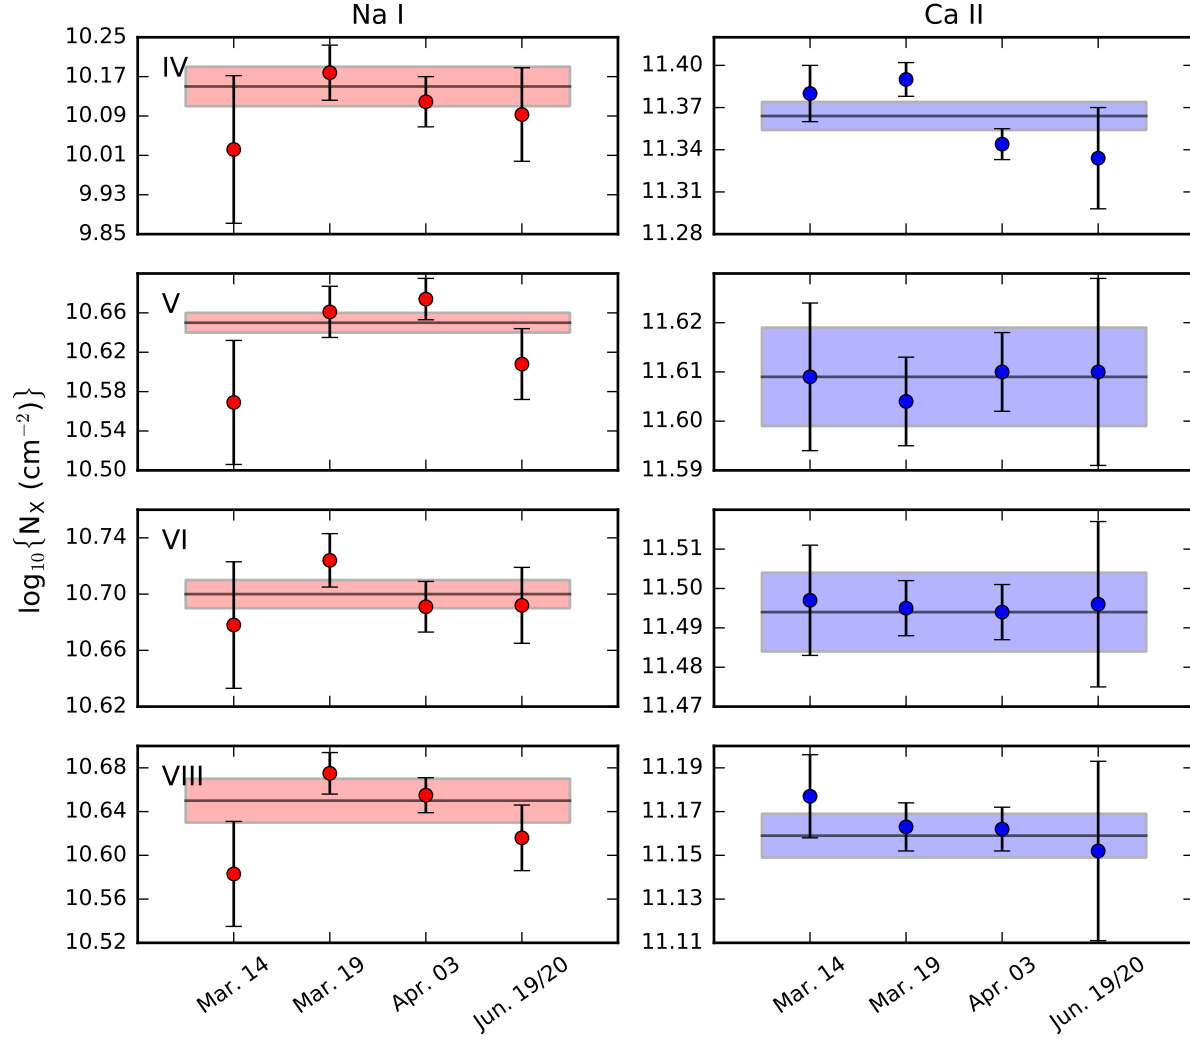 Na I
Ca II
log₁₀{N_X (cm⁻²)}
IV
10.25
10.17
10.09
10.01
9.93
9.85
11.40
11.37
11.34
11.31
11.28
V
10.66
10.62
10.58
10.54
10.50
11.62
11.61
11.60
11.59
VI
10.74
10.70
10.66
10.62
11.51
11.50
11.49
11.48
11.47
VIII
10.68
10.64
10.60
10.56
10.52
11.19
11.17
11.15
11.13
11.11
Mar. 14
Mar. 19
Apr. 03
Jun. 19/20
Mar. 14
Mar. 19
Apr. 03
Jun. 19/20